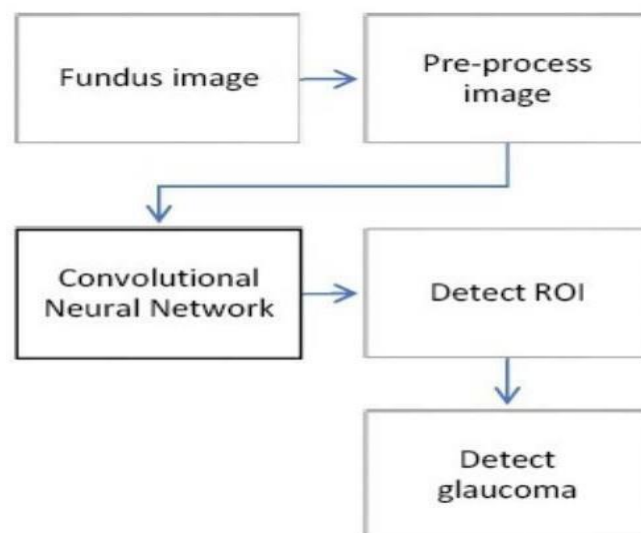 Fundus image
Pre-process
image
Convolutional
Neural Network
Detect ROI
Detect
glaucoma